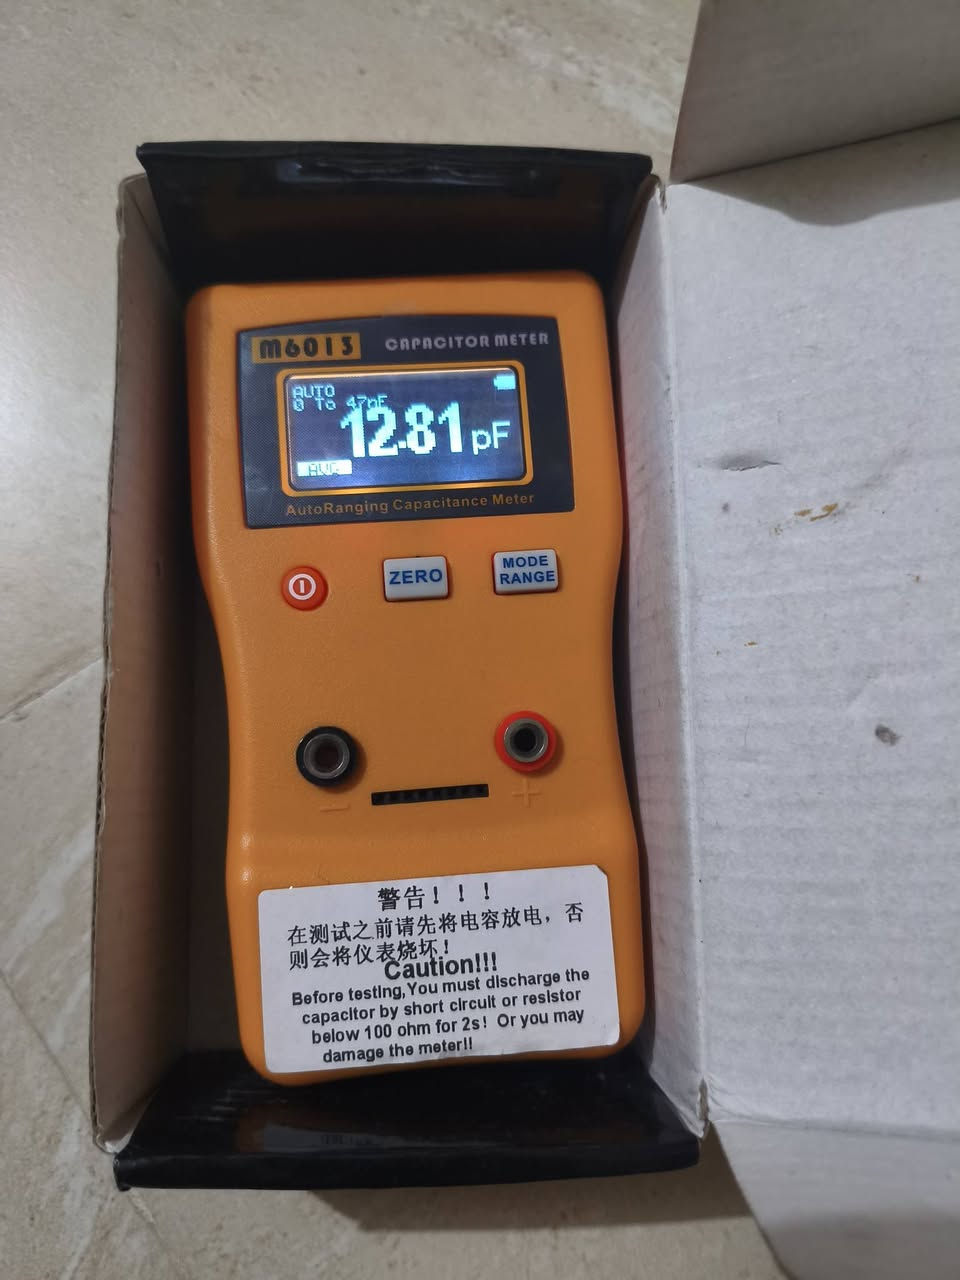 M6013 CAPACITOR METER
AUTO
0 To 47pF
12.81 pF
AVG
AutoRanging Capacitance Meter
ZERO
MODE
RANGE
− +
警告！！！
在测试之前请先将电容放电，否
则会将仪表烧坏！
Caution!!!
Before testing,You must discharge the
capacitor by short circuit or resistor
below 100 ohm for 2s！Or you may
damage the meter!!